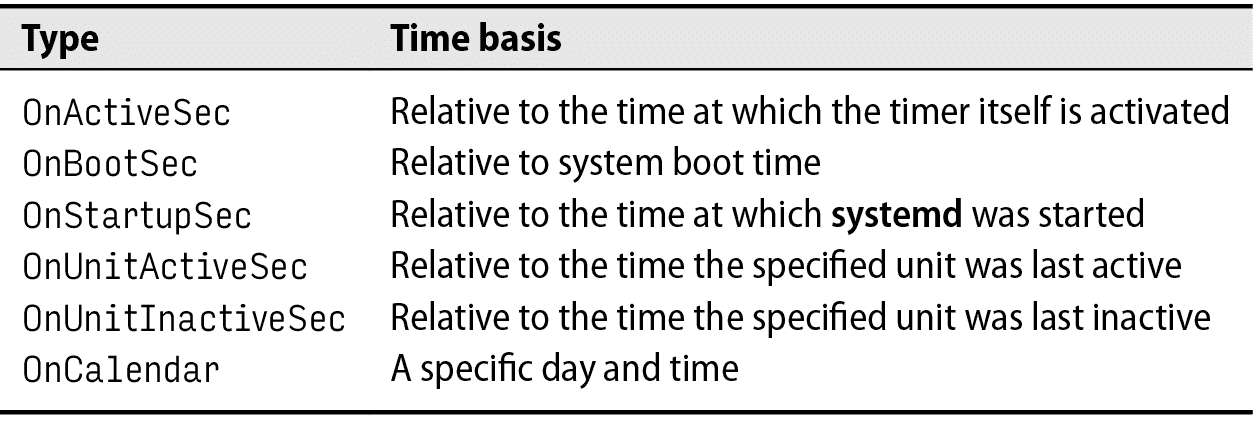 Type Time basis
OnActiveSec Relative to the time at which the timer itself is activated
OnBootSec Relative to system boot time
OnStartupSec Relative to the time at which systemd was started
OnUnitActiveSec Relative to the time the specified unit was last active
OnUnitInactiveSec Relative to the time the specified unit was last inactive
OnCalendar A specific day and time